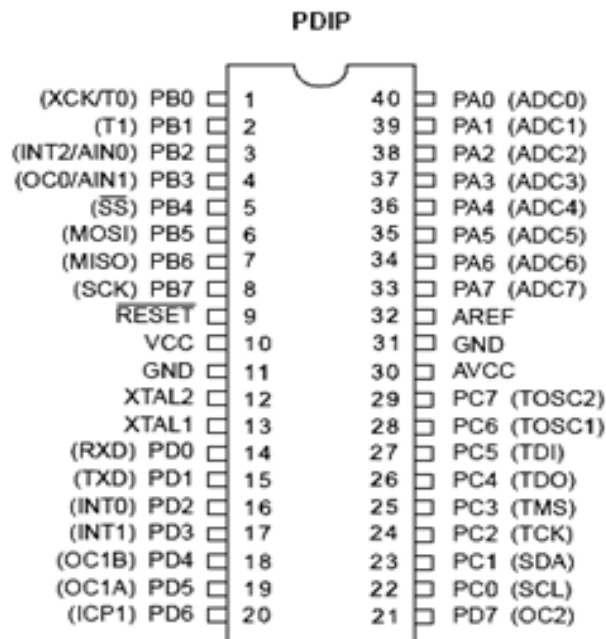 PDIP
(XCK/T0) PB0 1 40 PA0 (ADC0)
(T1) PB1 2 39 PA1 (ADC1)
(INT2/AIN0) PB2 3 38 PA2 (ADC2)
(OC0/AIN1) PB3 4 37 PA3 (ADC3)
(SS) PB4 5 36 PA4 (ADC4)
(MOSI) PB5 6 35 PA5 (ADC5)
(MISO) PB6 7 34 PA6 (ADC6)
(SCK) PB7 8 33 PA7 (ADC7)
RESET 9 32 AREF
VCC 10 31 GND
GND 11 30 AVCC
XTAL2 12 29 PC7 (TOSC2)
XTAL1 13 28 PC6 (TOSC1)
(RXD) PD0 14 27 PC5 (TDI)
(TXD) PD1 15 26 PC4 (TDO)
(INT0) PD2 16 25 PC3 (TMS)
(INT1) PD3 17 24 PC2 (TCK)
(OC1B) PD4 18 23 PC1 (SDA)
(OC1A) PD5 19 22 PC0 (SCL)
(ICP1) PD6 20 21 PD7 (OC2)